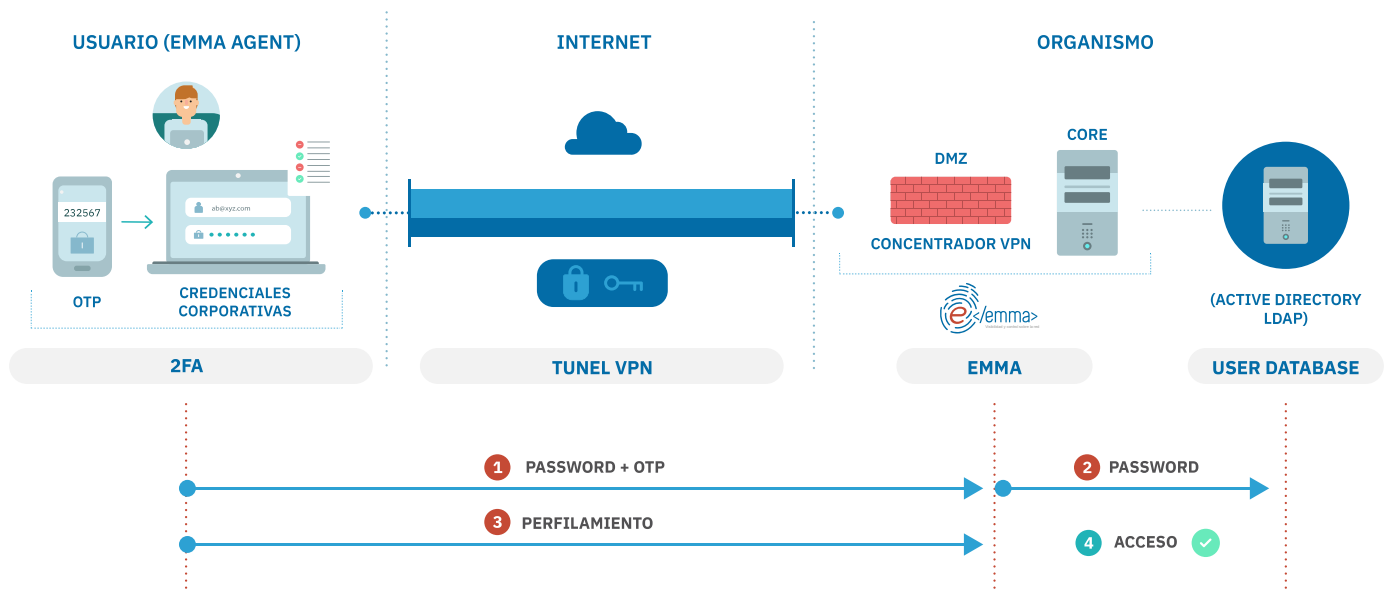 USUARIO (EMMA AGENT)
INTERNET
ORGANISMO
CORE
DMZ
232567
ab@xyz.com
CONCENTRADOR VPN
OTP
CREDENCIALES
CORPORATIVAS
e</emma>
(ACTIVE DIRECTORY
LDAP)
2FA
TUNEL VPN
EMMA
USER DATABASE
1 PASSWORD + OTP
2 PASSWORD
3 PERFILAMIENTO
4 ACCESO